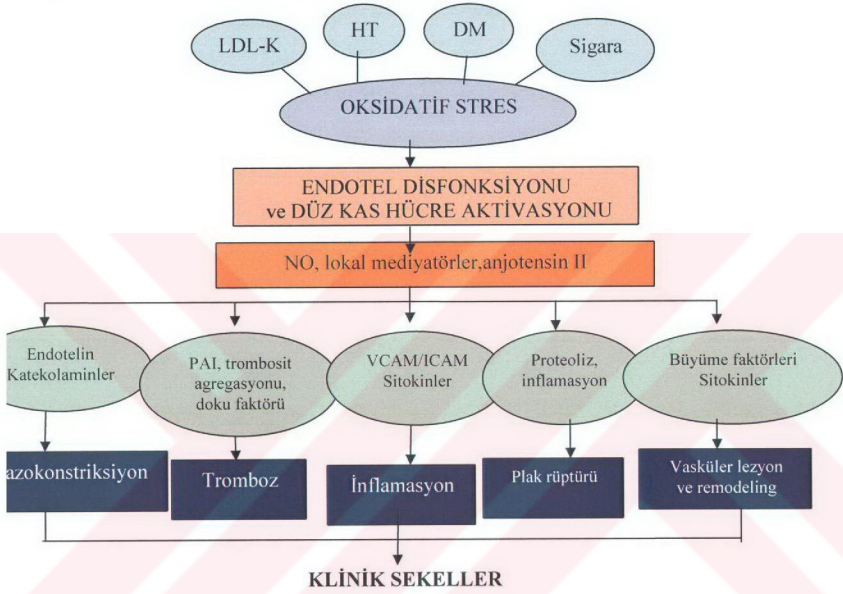 LDL-K
HT
DM
Sigara
OKSİDATİF STRES
ENDOTEL DİSFONKSİYONU
ve DÜZ KAS HÜCRE AKTİVASYONU
NO, lokal mediyatörler,anjotensin II
Endotelin
Katekolaminler
PAI, trombosit
agregasyonu,
doku faktörü
VCAM/ICAM
Sitokinler
Proteoliz,
inflamasyon
Büyüme faktörleri
Sitokinler
azokonstriksiyon
Tromboz
İnflamasyon
Plak rüptürü
Vasküler lezyon
ve remodeling
KLİNİK SEKELLER